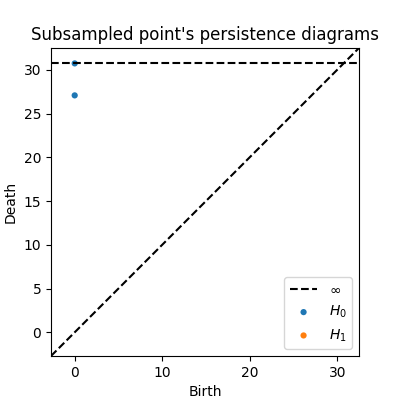 Subsampled point's persistence diagrams
30
25
20
15
10
5
0
Death
0 10 20 30
Birth
∞
H₀
H₁